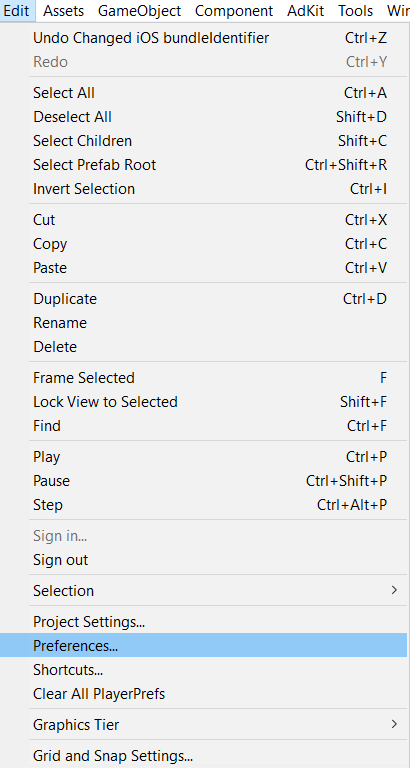 Edit Assets GameObject Component AdKit Tools
Undo Changed iOS bundleIdentifier Ctrl+Z
Redo Ctrl+Y
Select All Ctrl+A
Deselect All Shift+D
Select Children Shift+C
Select Prefab Root Ctrl+Shift+R
Invert Selection Ctrl+I
Cut Ctrl+X
Copy Ctrl+C
Paste Ctrl+V
Duplicate Ctrl+D
Rename
Delete
Frame Selected F
Lock View to Selected Shift+F
Find Ctrl+F
Play Ctrl+P
Pause Ctrl+Shift+P
Step Ctrl+Alt+P
Sign in...
Sign out
Selection
Project Settings...
Preferences...
Shortcuts...
Clear All PlayerPrefs
Graphics Tier
Grid and Snap Settings...